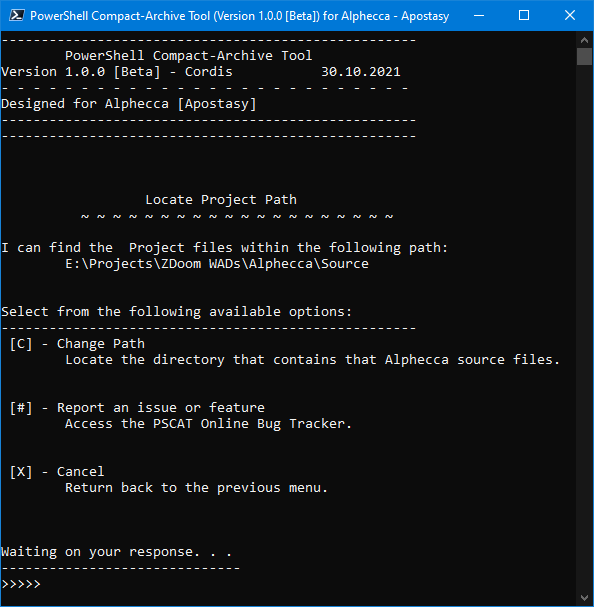 PowerShell Compact-Archive Tool (Version 1.0.0 [Beta]) for Alphecca - Apostasy
----------------------------------------------------
PowerShell Compact-Archive Tool
Version 1.0.0 [Beta] - Cordis 30.10.2021
- - - - - - - - - - - - - - - - - - - - - - - - - -
Designed for Alphecca [Apostasy]
----------------------------------------------------
----------------------------------------------------
Locate Project Path
~ ~ ~ ~ ~ ~ ~ ~ ~ ~ ~ ~ ~ ~ ~ ~ ~ ~ ~ ~
I can find the  Project files within the following path:
E:\Projects\ZDoom WADs\Alphecca\Source
Select from the following available options:
----------------------------------------------------
[C] - Change Path
Locate the directory that contains that Alphecca source files.
[#] - Report an issue or feature
Access the PSCAT Online Bug Tracker.
[X] - Cancel
Return back to the previous menu.
Waiting on your response. . .
------------------------------
>>>>>